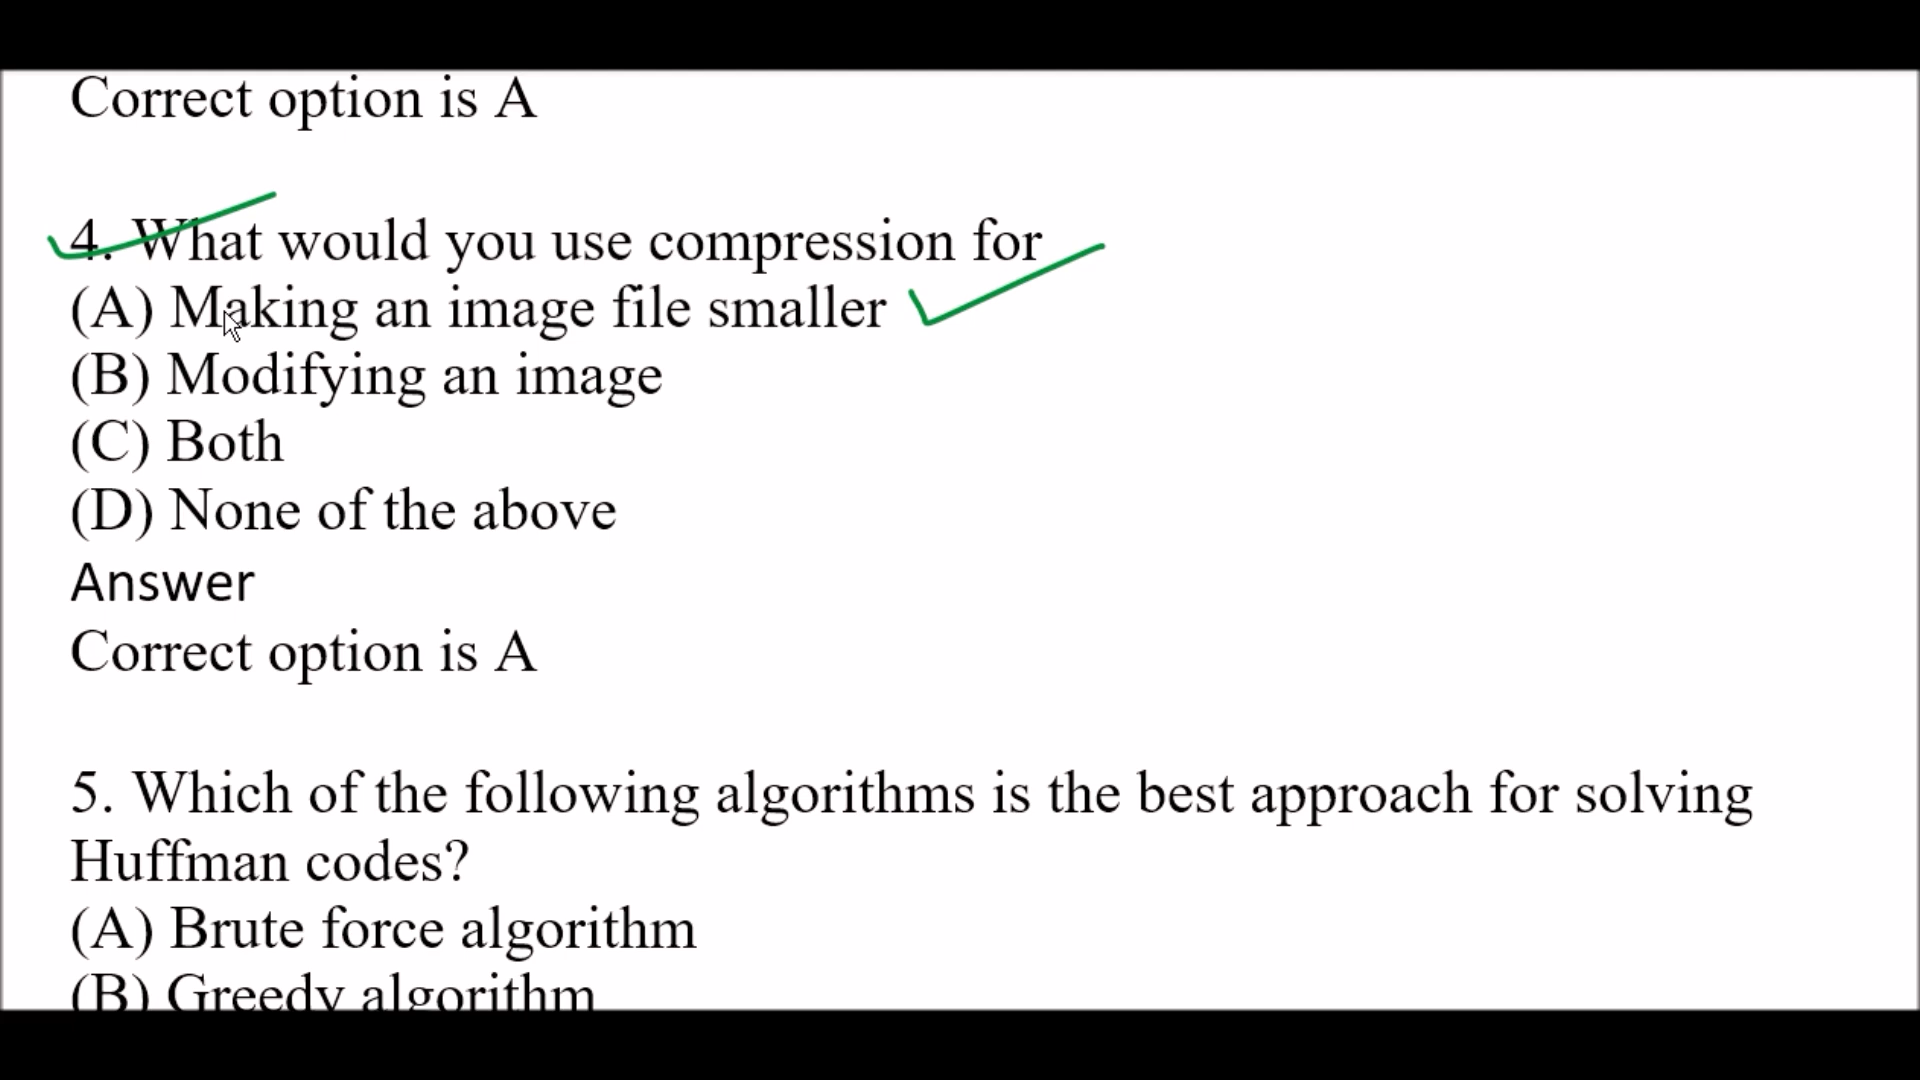 Correct option is A
4. What would you use compression for
(A) Making an image file smaller
(B) Modifying an image
(C) Both
(D) None of the above
Answer
Correct option is A
5. Which of the following algorithms is the best approach for solving
Huffman codes?
(A) Brute force algorithm
(B) Greedy algorithm